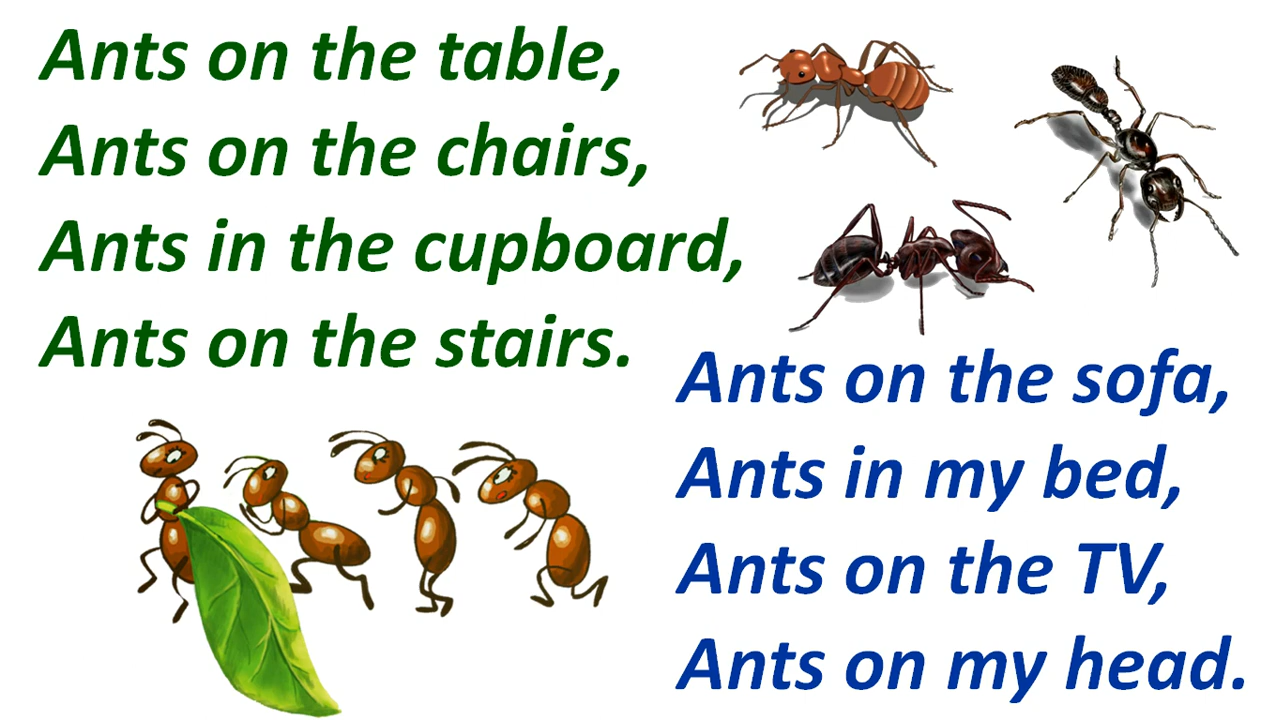 Ants on the table,
Ants on the chairs,
Ants in the cupboard,
Ants on the stairs.
Ants on the sofa,
Ants in my bed,
Ants on the TV,
Ants on my head.